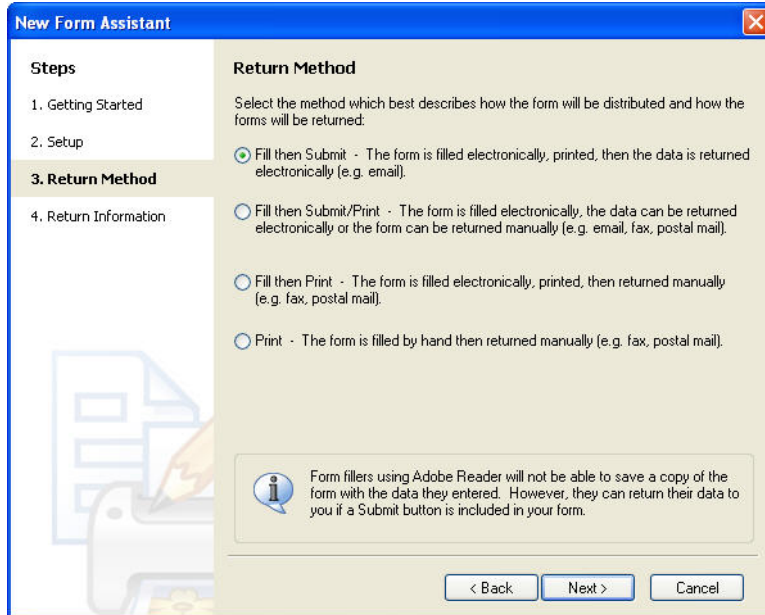 New Form Assistant
Steps
1. Getting Started
2. Setup
3. Return Method
4. Return Information
Return Method
Select the method which best describes how the form will be distributed and how the
forms will be returned:
Fill then Submit - The form is filled electronically, printed, then the data is returned
electronically (e.g. email).
Fill then Submit/Print - The form is filled electronically, the data can be returned
electronically or the form can be returned manually (e.g. email, fax, postal mail).
Fill then Print - The form is filled electronically, printed, then returned manually
(e.g. fax, postal mail).
Print - The form is filled by hand then returned manually (e.g. fax, postal mail).
Form fillers using Adobe Reader will not be able to save a copy of the
form with the data they entered. However, they can return their data to
you if a Submit button is included in your form.
< Back Next > Cancel